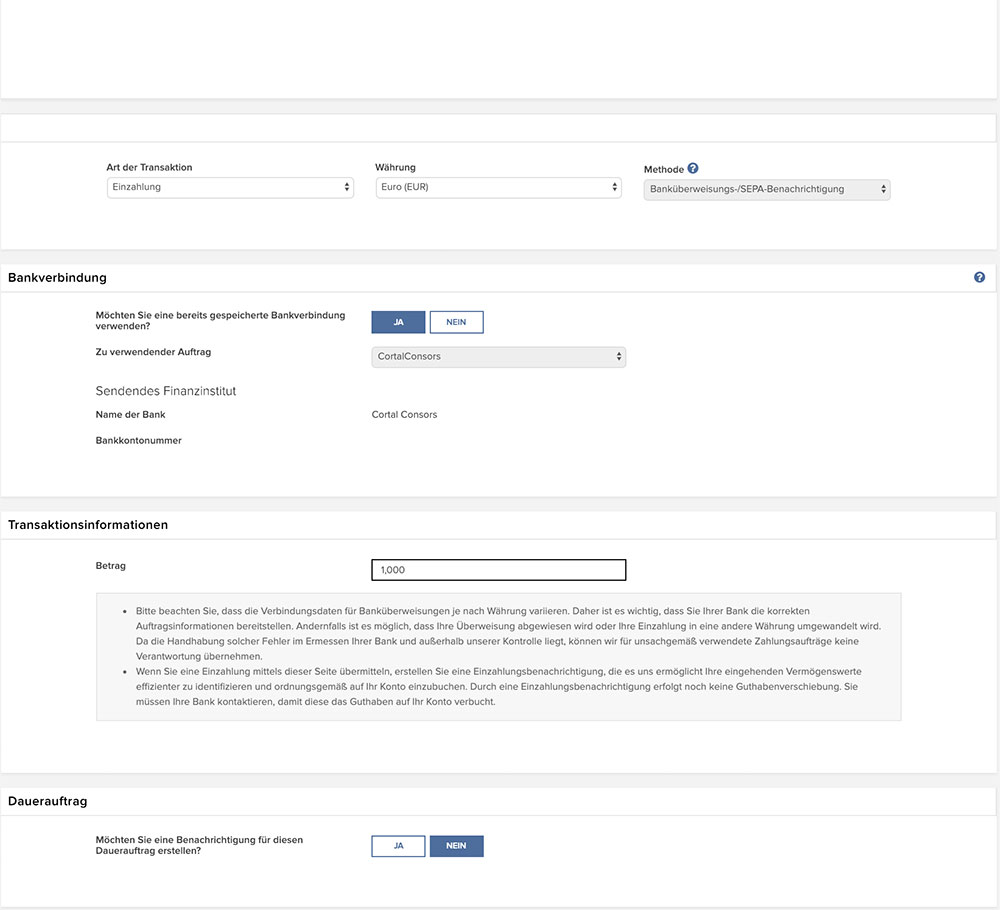 Art der Transaktion
Währung
Methode ?
Einzahlung
Euro (EUR)
Banküberweisungs-/SEPA-Benachrichtigung
Bankverbindung
?
Möchten Sie eine bereits gespeicherte Bankverbindung
verwenden?
JA
NEIN
Zu verwendender Auftrag
CortalConsors
Sendendes Finanzinstitut
Name der Bank
Cortal Consors
Bankkontonummer
Transaktionsinformationen
Betrag
1,000
• Bitte beachten Sie, dass die Verbindungsdaten für Banküberweisungen je nach Währung variieren. Daher ist es wichtig, dass Sie Ihrer Bank die korrekten
Auftragsinformationen bereitstellen. Andernfalls ist es möglich, dass Ihre Überweisung abgewiesen wird oder Ihre Einzahlung in eine andere Währung umgewandelt wird.
Da die Handhabung solcher Fehler im Ermessen Ihrer Bank und außerhalb unserer Kontrolle liegt, können wir für unsachgemäß verwendete Zahlungsaufträge keine
Verantwortung übernehmen.
• Wenn Sie eine Einzahlung mittels dieser Seite übermitteln, erstellen Sie eine Einzahlungsbenachrichtigung, die es uns ermöglicht Ihre eingehenden Vermögenswerte
effizienter zu identifizieren und ordnungsgemäß auf Ihr Konto einzubuchen. Durch eine Einzahlungsbenachrichtigung erfolgt noch keine Guthabenverschiebung. Sie
müssen Ihre Bank kontaktieren, damit diese das Guthaben auf Ihr Konto verbucht.
Dauerauftrag
Möchten Sie eine Benachrichtigung für diesen
Dauerauftrag erstellen?
JA
NEIN